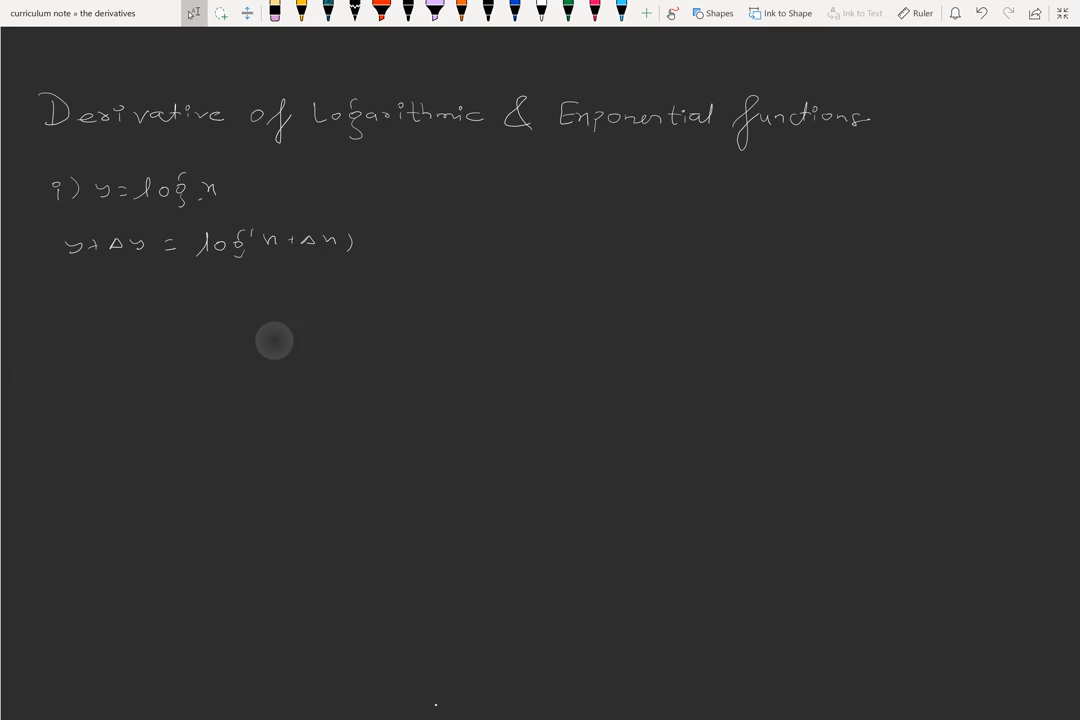 curriculum note » the derivatives Shapes Ink to Shape Ink to Text Ruler
Derivative of Logarithmic & Exponential functions
i) y = log x
y + Δy = log(x + Δx)